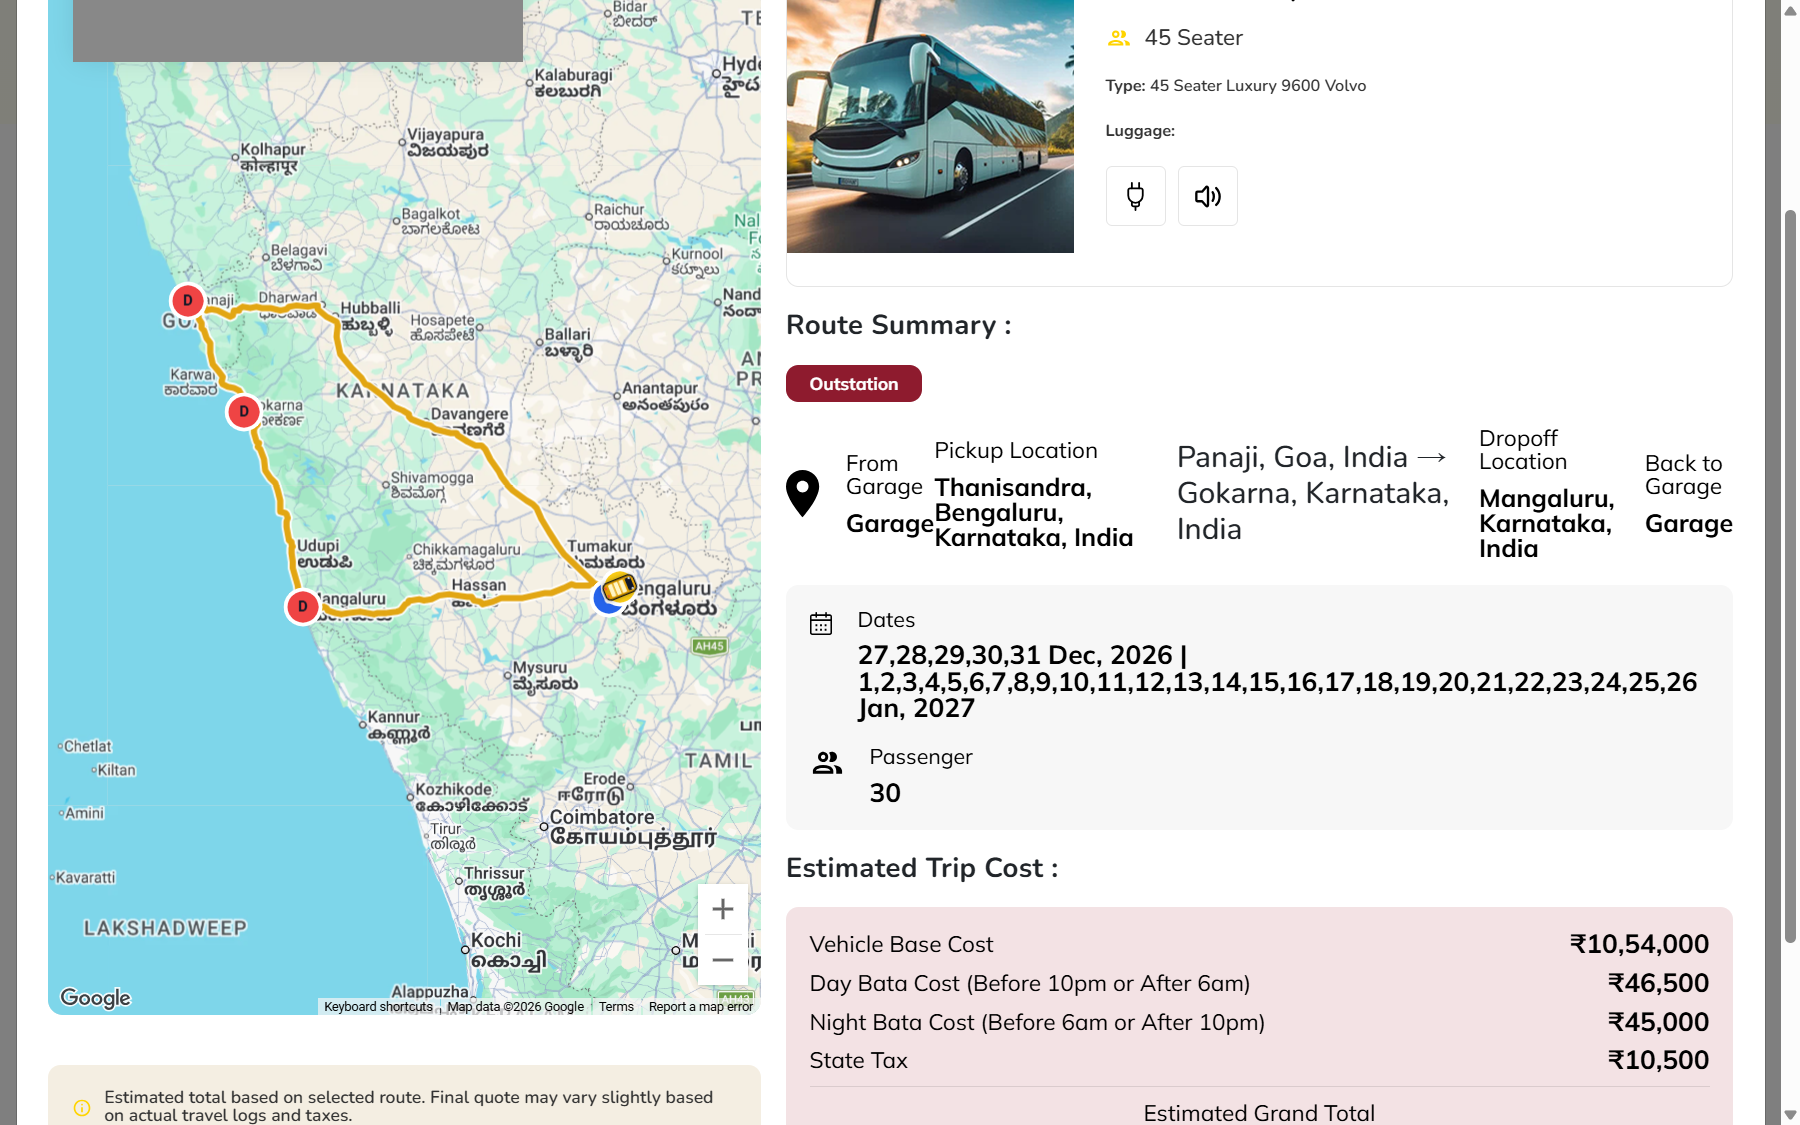 Bidar
ಬೀದರ್
Kalaburagi
ಕಲಬುರಗಿ
Vijayapura
ವಿಜಯಪುರ
Kolhapur
कोल्हापूर
Bagalkot
ಬಾಗಲಕೋಟ
Raichur
ರಾಯಚೂರು
Belagavi
ಬೆಳಗಾವಿ
Kurnool
కర్నూలు
Dharwad
ಧಾರವಾಡ
Hubballi
ಹುಬ್ಬಳ್ಳಿ
Hosapete
ಹೊಸಪೇಟೆ
Ballari
ಬಳ್ಳಾರಿ
D
D
D
ಕಾರವಾರ
KARNATAKA
Anantapur
అనంతపురం
Davangere
Shivamogga
ಶಿವಮೊಗ್ಗ
Udupi
ಉಡುಪಿ
Chikkamagaluru
ಚಿಕ್ಕಮಗಳೂರ
Tumakur
Hassan
AH45
Mysuru
ಮೈಸೂರು
Kannur
കണ്ണൂർ
Chetlat
Kiltan
Amini
Kavaratti
LAKSHADWEEP
TAMIL
Erode
ஈரோடு
Kozhikode
കോഴിക്കോട്
Coimbatore
கோயம்புத்தூர்
Tirur
തിരൂർ
Thrissur
തൃശ്ശൂർ
Kochi
കൊച്ചി
Alappuzha
Google
Keyboard shortcuts
Map data ©2026 Google
Terms
Report a map error
Estimated total based on selected route. Final quote may vary slightly based
on actual travel logs and taxes.
45 Seater
Type: 45 Seater Luxury 9600 Volvo
Luggage:
Route Summary :
Outstation
From
Garage
Garage
Pickup Location
Thanisandra,
Bengaluru,
Karnataka, India
Panaji, Goa, India →
Gokarna, Karnataka,
India
Dropoff
Location
Mangaluru,
Karnataka,
India
Back to
Garage
Garage
Dates
27,28,29,30,31 Dec, 2026 |
1,2,3,4,5,6,7,8,9,10,11,12,13,14,15,16,17,18,19,20,21,22,23,24,25,26
Jan, 2027
Passenger
30
Estimated Trip Cost :
Vehicle Base Cost ₹10,54,000
Day Bata Cost (Before 10pm or After 6am) ₹46,500
Night Bata Cost (Before 6am or After 10pm) ₹45,000
State Tax ₹10,500
Estimated Grand Total